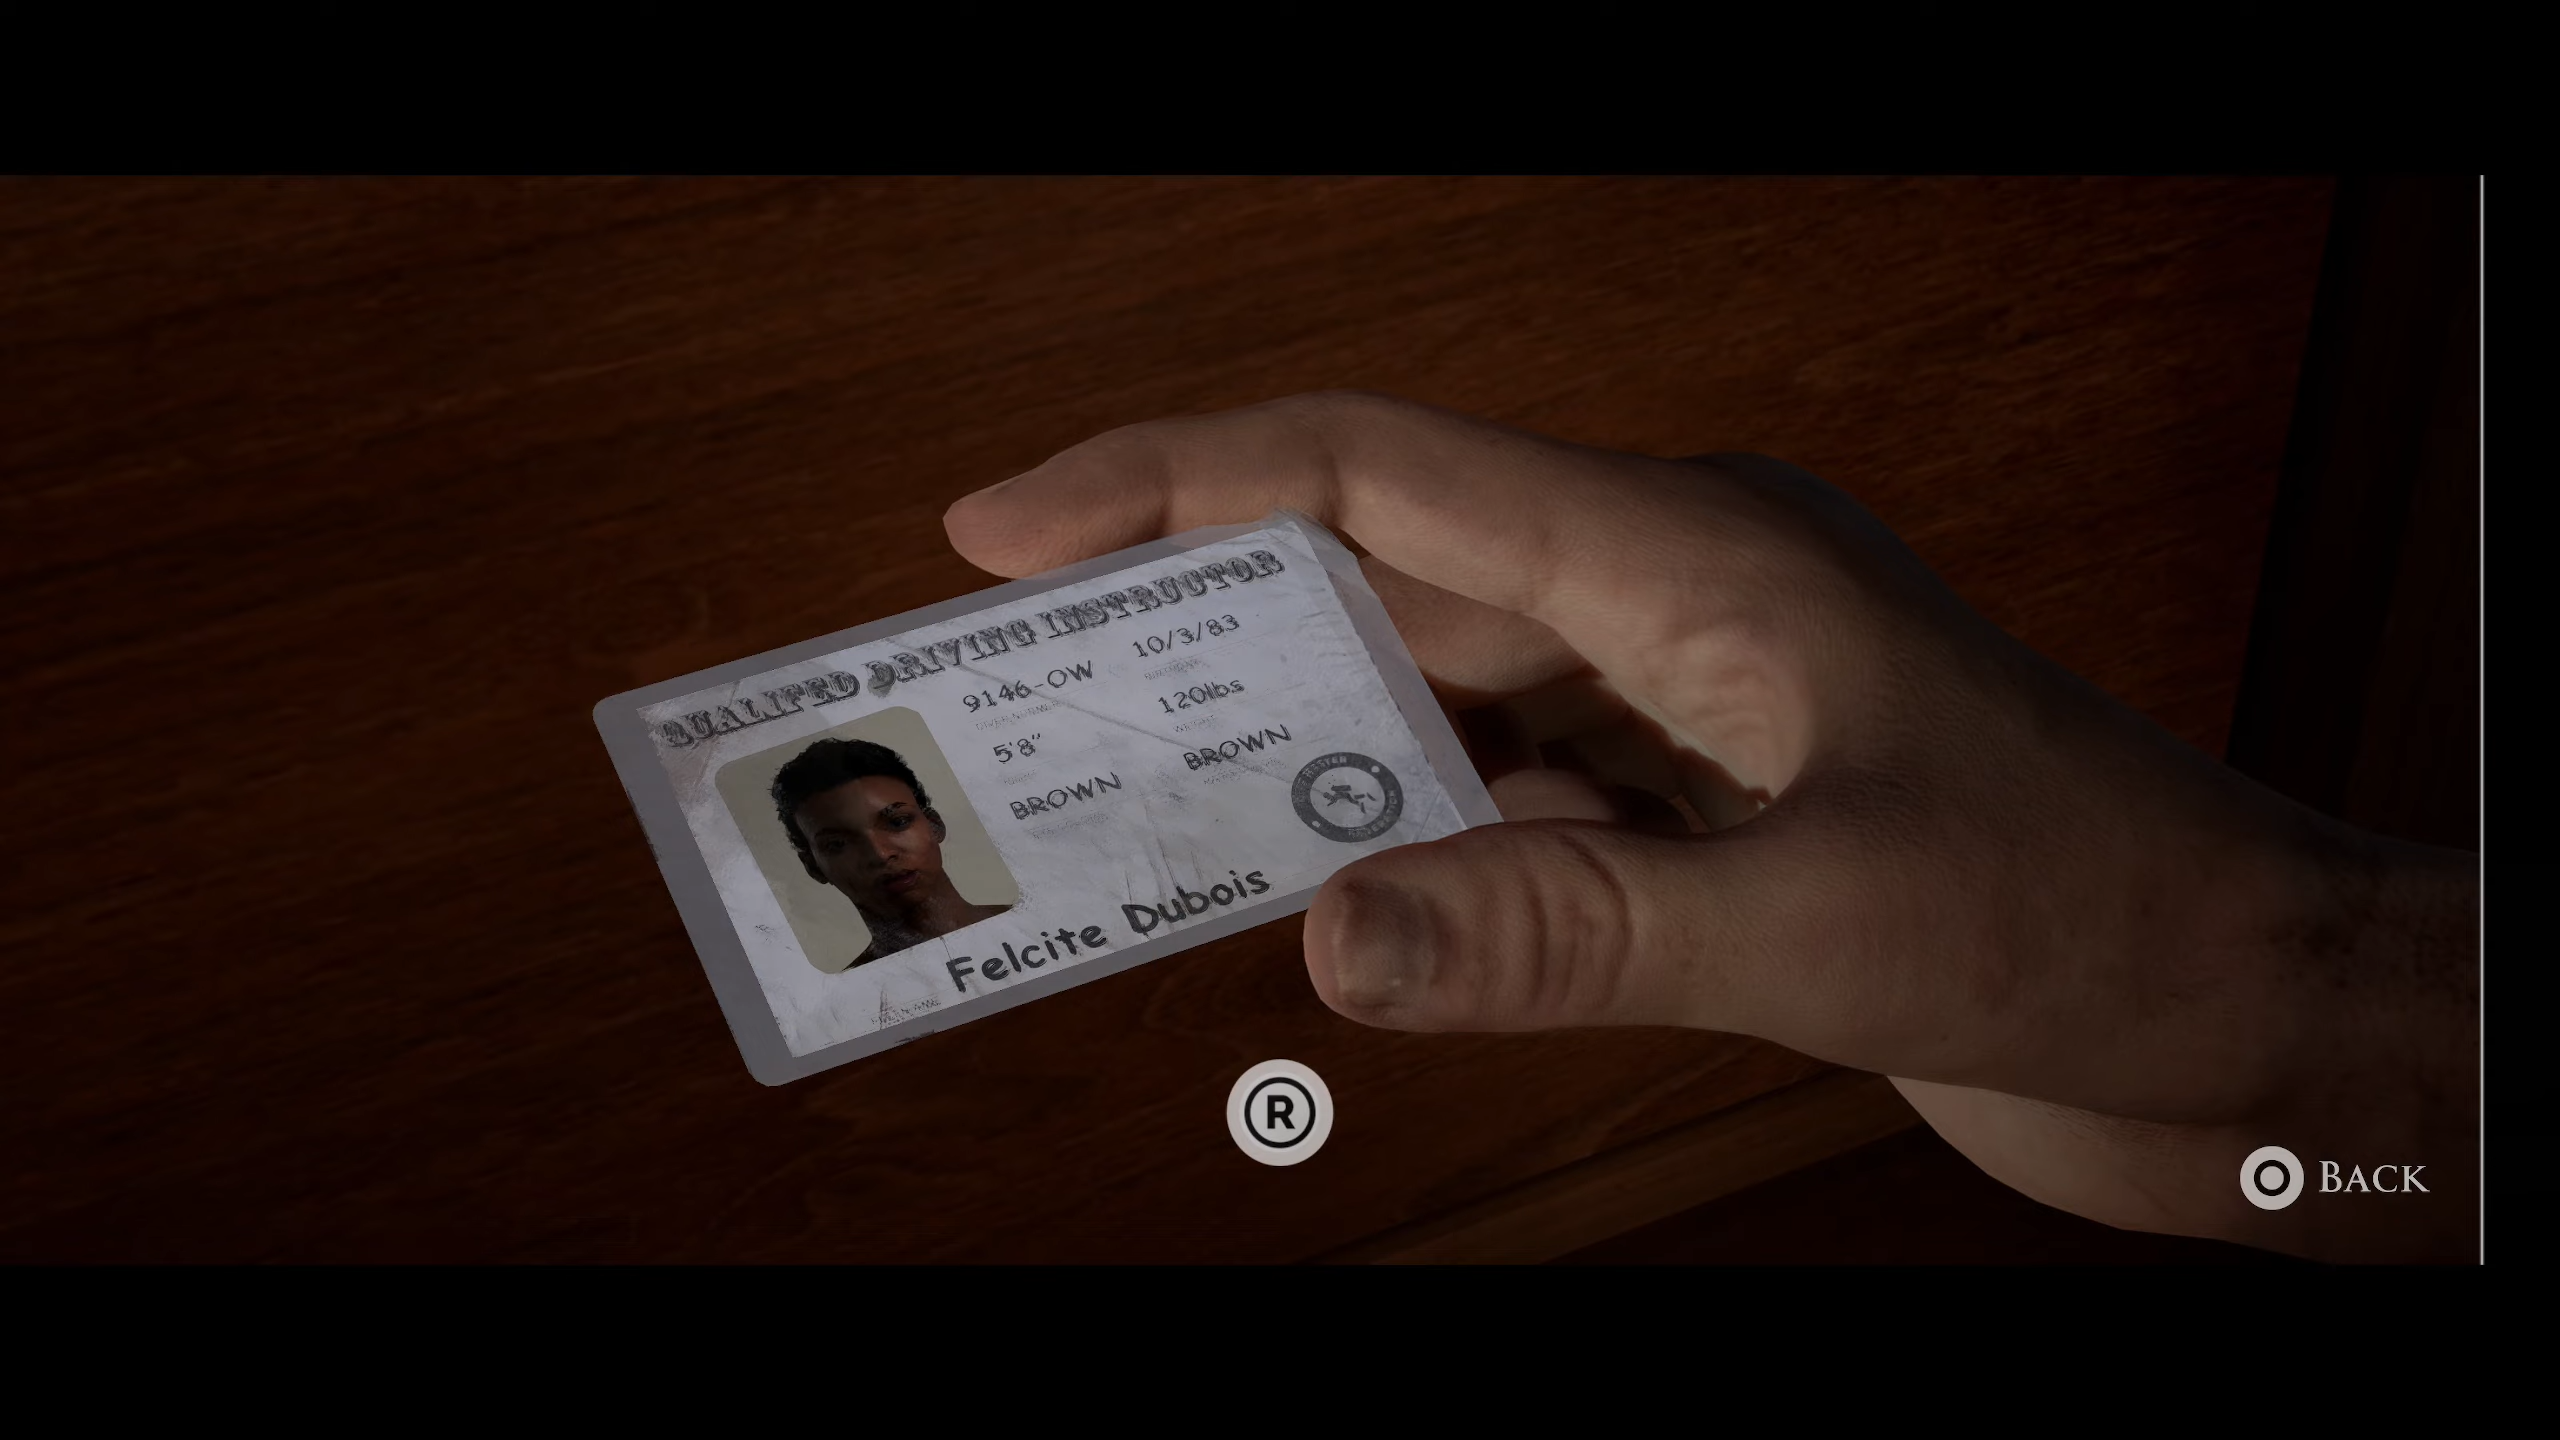 QUALIFED DRIVING INSTRUCTOR
9146-OW 10/3/83
5'8" 120lbs
BROWN BROWN
Felcite Dubois
R
BACK